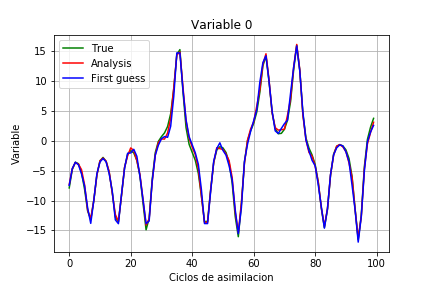 Variable 0
True
Analysis
First guess
Variable
15
10
5
0
−5
−10
−15
0
20
40
60
80
100
Ciclos de asimilacion